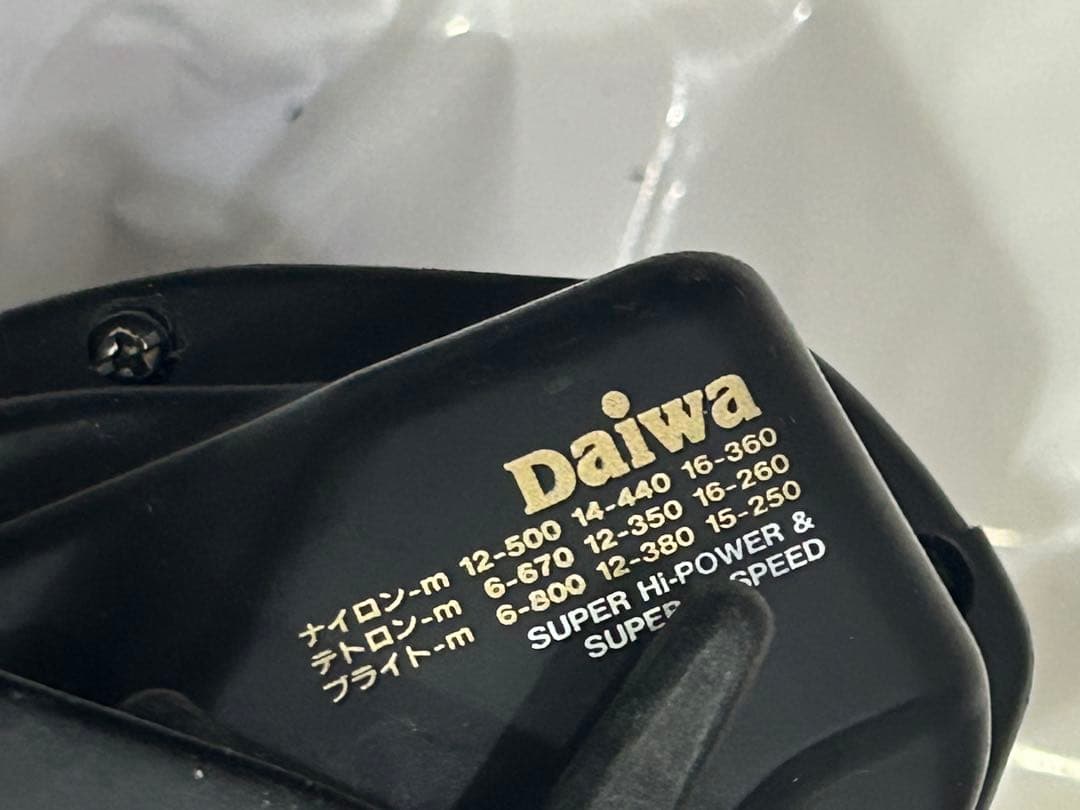 Daiwa
ナイロン-m 12-500 14-440 16-360
テトロン-m 6-670 12-350 16-260
ブライト-m 6-800 12-380 15-250
SUPER Hi-POWER &
SUPER SPEED